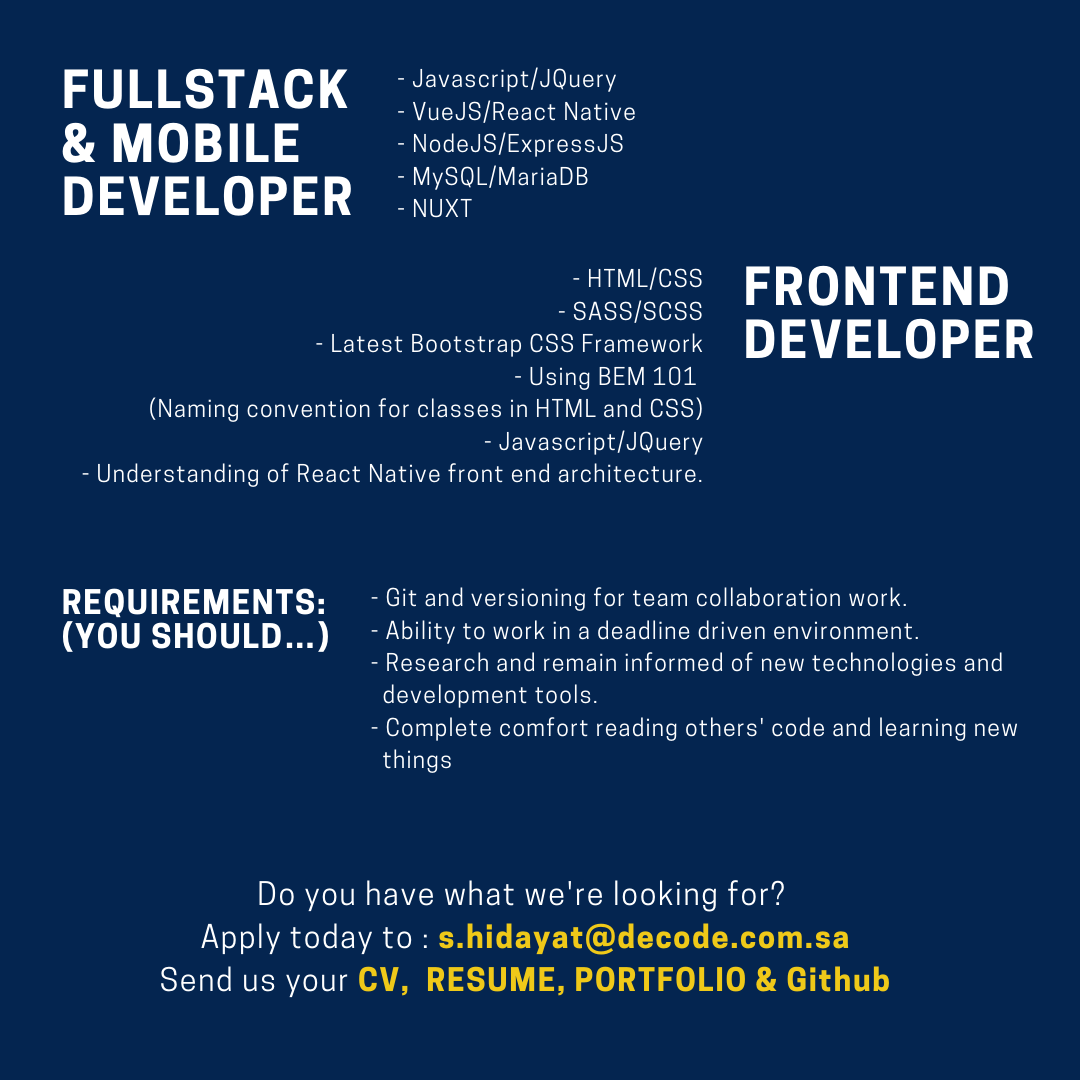 FULLSTACK
& MOBILE
DEVELOPER
- Javascript/JQuery
- VueJS/React Native
- NodeJS/ExpressJS
- MySQL/MariaDB
- NUXT
FRONTEND
DEVELOPER
- HTML/CSS
- SASS/SCSS
- Latest Bootstrap CSS Framework
- Using BEM 101
(Naming convention for classes in HTML and CSS)
- Javascript/JQuery
- Understanding of React Native front end architecture.
REQUIREMENTS:
(YOU SHOULD...)
- Git and versioning for team collaboration work.
- Ability to work in a deadline driven environment.
- Research and remain informed of new technologies and
development tools.
- Complete comfort reading others' code and learning new
things
Do you have what we're looking for?
Apply today to : s.hidayat@decode.com.sa
Send us your CV, RESUME, PORTFOLIO & Github